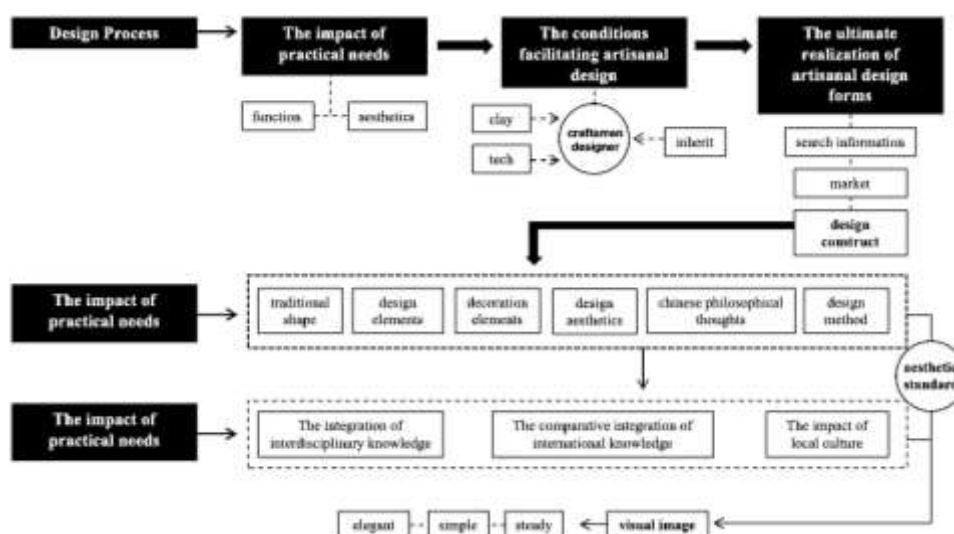 Design Process
The impact of
practical needs
The conditions
facilitating artisanal
design
The ultimate
realization of
artisanal design
forms
function
aesthetics
clay
tech
craftamen
designer
inherit
search information
market
design
construct
The impact of
practical needs
traditional
shape
design
elements
decoration
elements
design
aesthetics
chinese philosophical
thoughts
design
method
aesthetic
standard
The impact of
practical needs
The integration of
interdisciplinary knowledge
The comparative integration of
international knowledge
The impact of
local culture
elegant
simple
steady
visual image